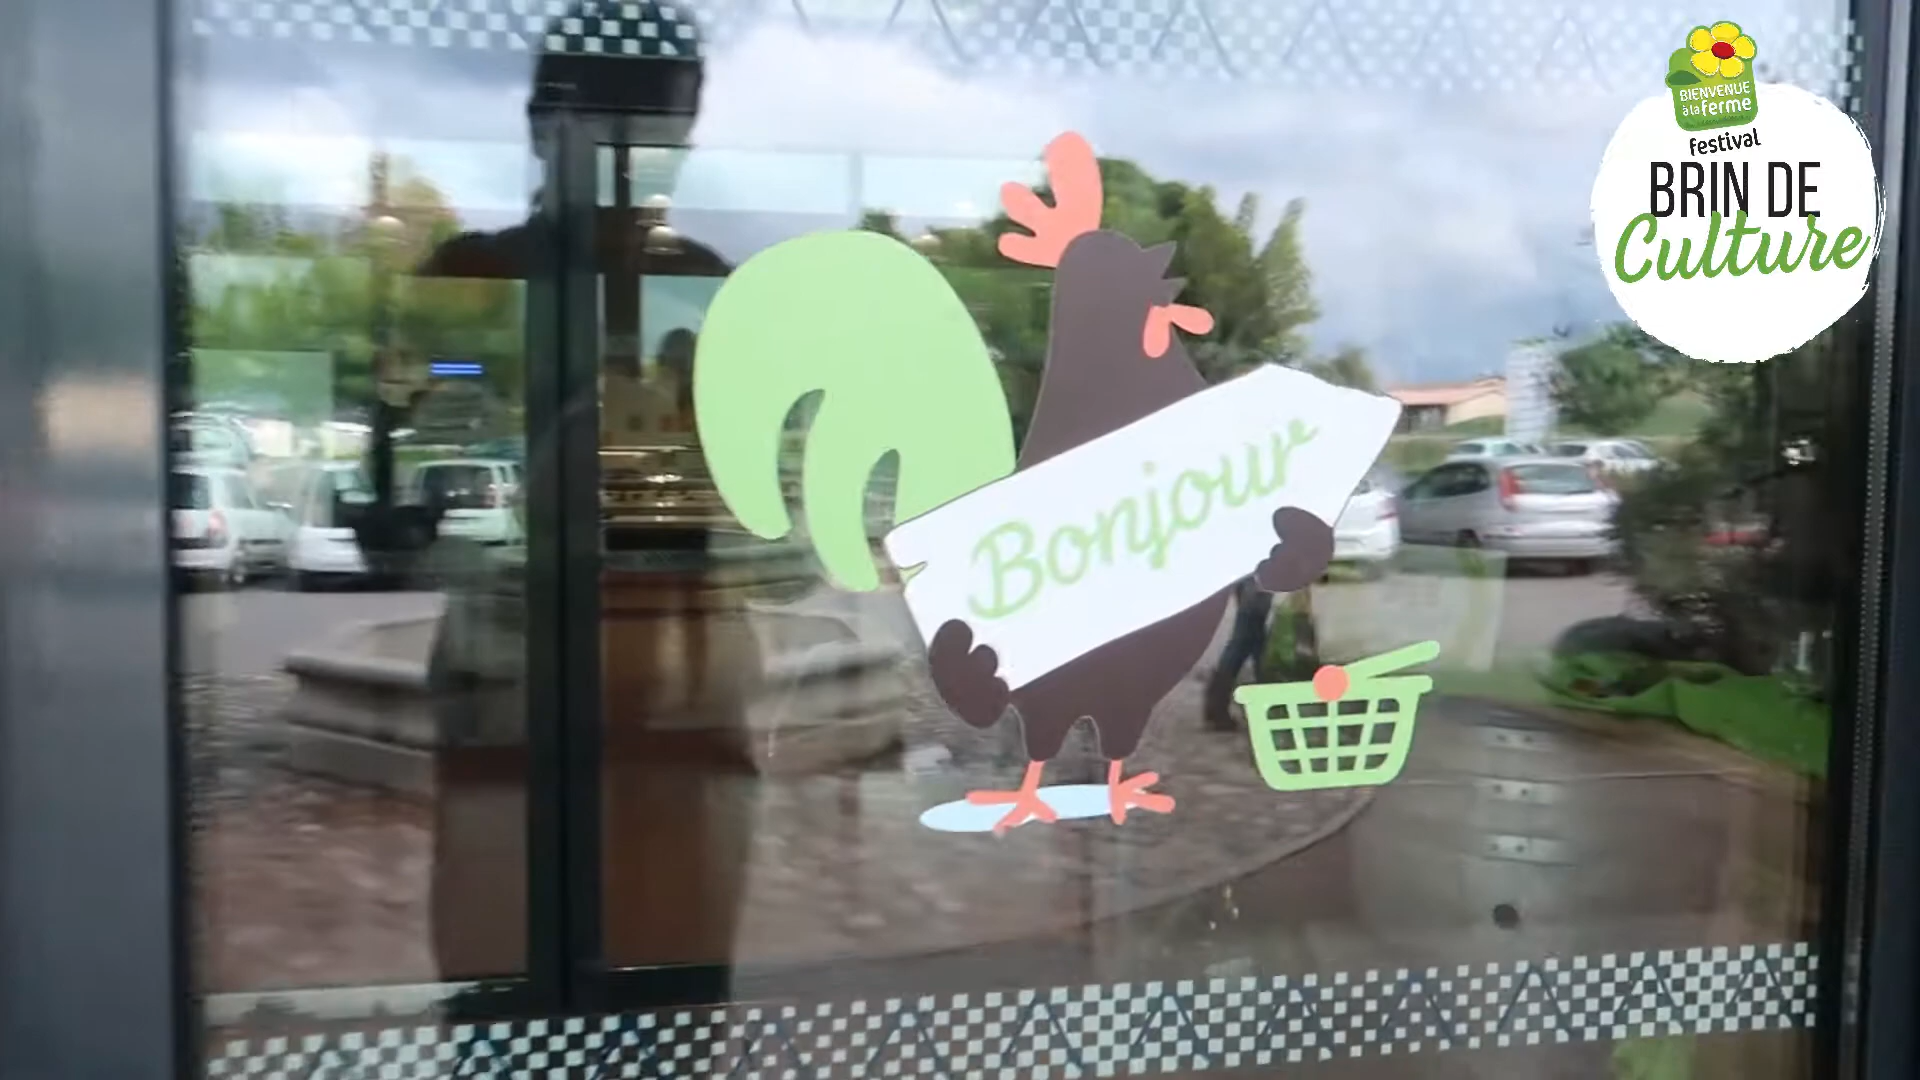 BIENVENUE
à la ferme
festival
BRIN DE
Culture
Bonjour